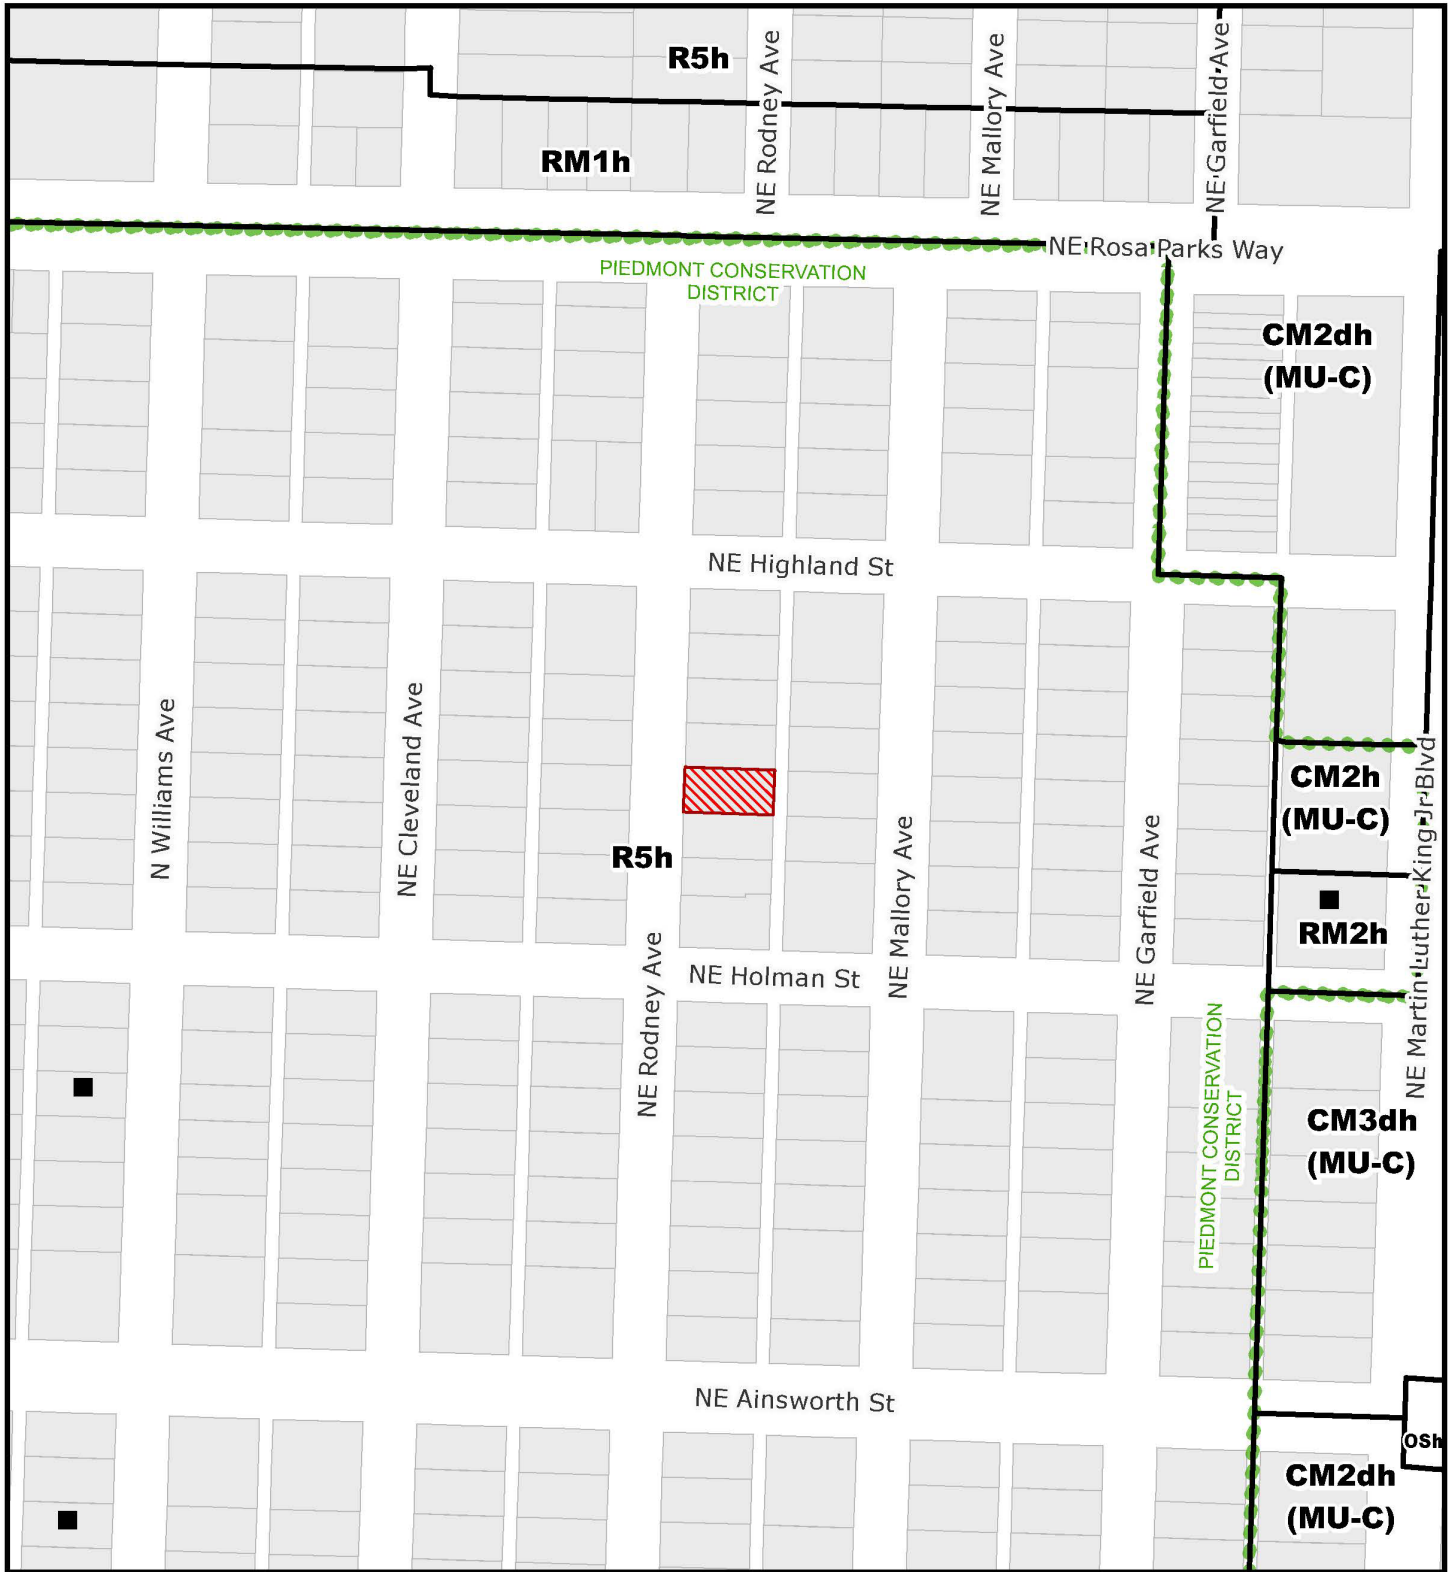 R5h
NE Rodney Ave
NE Mallory Ave
NE Garfield Ave
RM1h
NE Rosa Parks Way
PIEDMONT CONSERVATION
DISTRICT
CM2dh
(MU-C)
NE Highland St
N Williams Ave
NE Cleveland Ave
CM2h
(MU-C)
NE Martin Luther King Jr Blvd
R5h
NE Mallory Ave
NE Garfield Ave
RM2h
NE Rodney Ave
NE Holman St
PIEDMONT CONSERVATION
DISTRICT
CM3dh
(MU-C)
NE Ainsworth St
OSh
CM2dh
(MU-C)